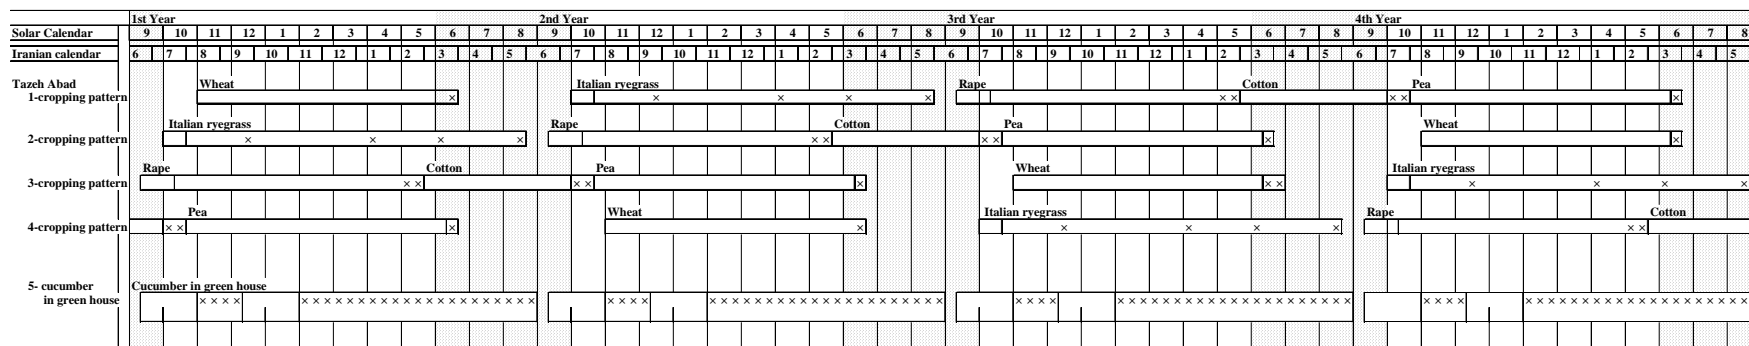 1st Year 2nd Year 3rd Year 4th Year
Solar Calendar 9 10 11 12 1 2 3 4 5 6 7 8 9 10 11 12 1 2 3 4 5 6 7 8 9 10 11 12 1 2 3 4 5 6 7 8 9 10 11 12 1 2 3 4 5 6 7 8
Iranian calendar 6 7 8 9 10 11 12 1 2 3 4 5 6 7 8 9 10 11 12 1 2 3 4 5 6 7 8 9 10 11 12 1 2 3 4 5 6 7 8 9 10 11 12 1 2 3 4 5
Tazeh Abad
Wheat Italian ryegrass Rape Cotton Pea
1-cropping pattern × × × × × × × × × ×
Italian ryegrass Rape Cotton Pea Wheat
2-cropping pattern × × × × × × × × × ×
Rape Cotton Pea Wheat Italian ryegrass
3-cropping pattern × × × × × × × × × × ×
Pea Wheat Italian ryegrass Rape Cotton
4-cropping pattern × × × × × × × × × ×
5- cucumber Cucumber in green house
in green house × × × × × × × × × × × × × × × × × × × × × × × × × × × × × × × × × × × × × × × × × × × × × × × × × × × × × × × × × × × × × × × × × × × × × × × × × × × × × × × × × × × × × × × × × × × × × ×